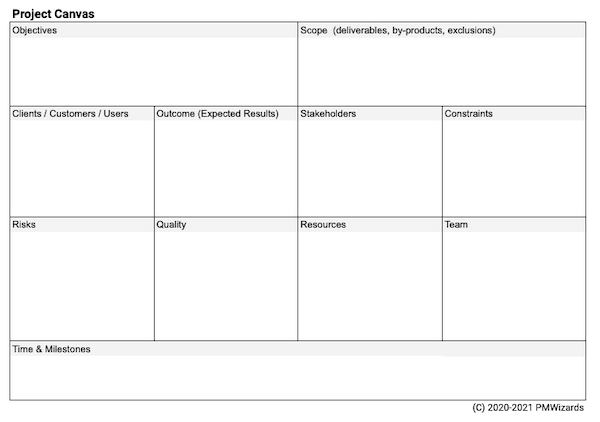 Project Canvas
Objectives
Scope (deliverables, by-products, exclusions)
Clients / Customers / Users
Outcome (Expected Results)
Stakeholders
Constraints
Risks
Quality
Resources
Team
Time & Milestones
(C) 2020-2021 PMWizards